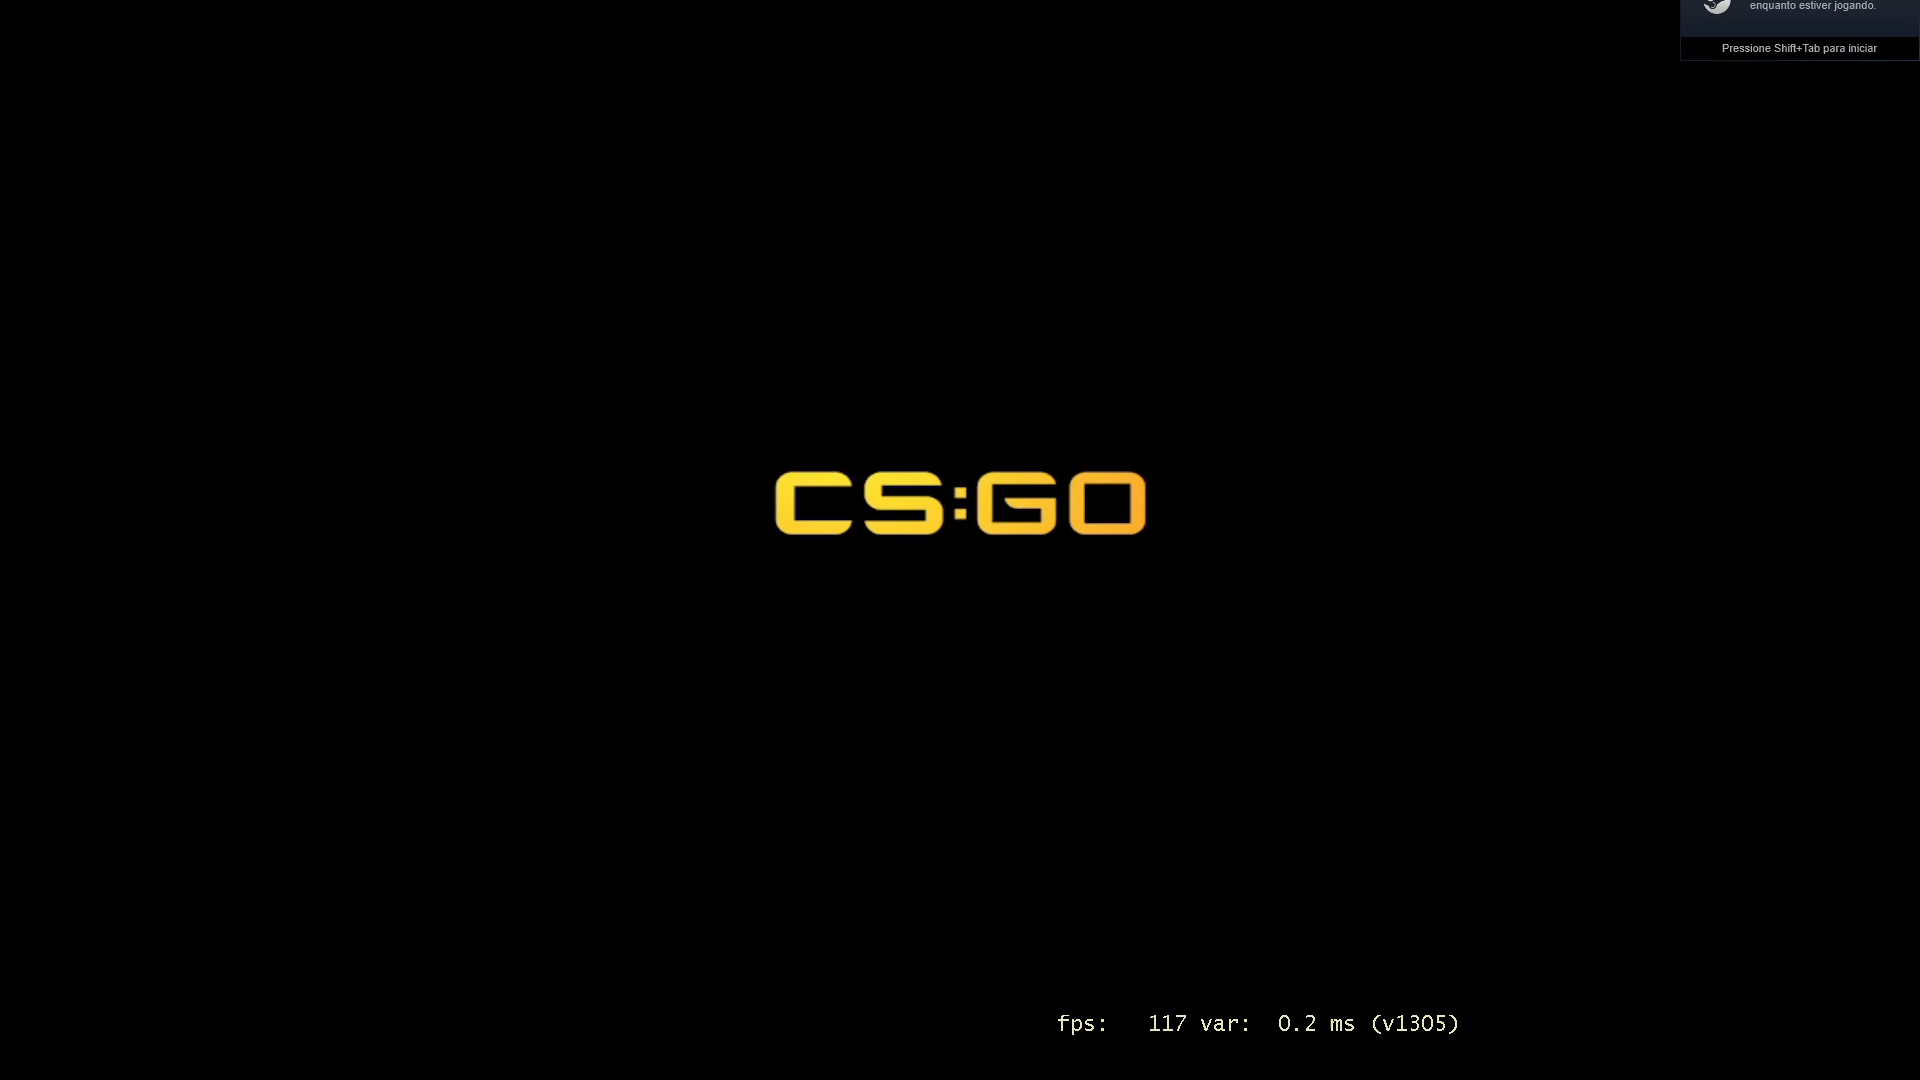 enquanto estiver jogando.
Pressione Shift+Tab para iniciar
CS:GO
fps: 117 var: 0.2 ms (v1305)